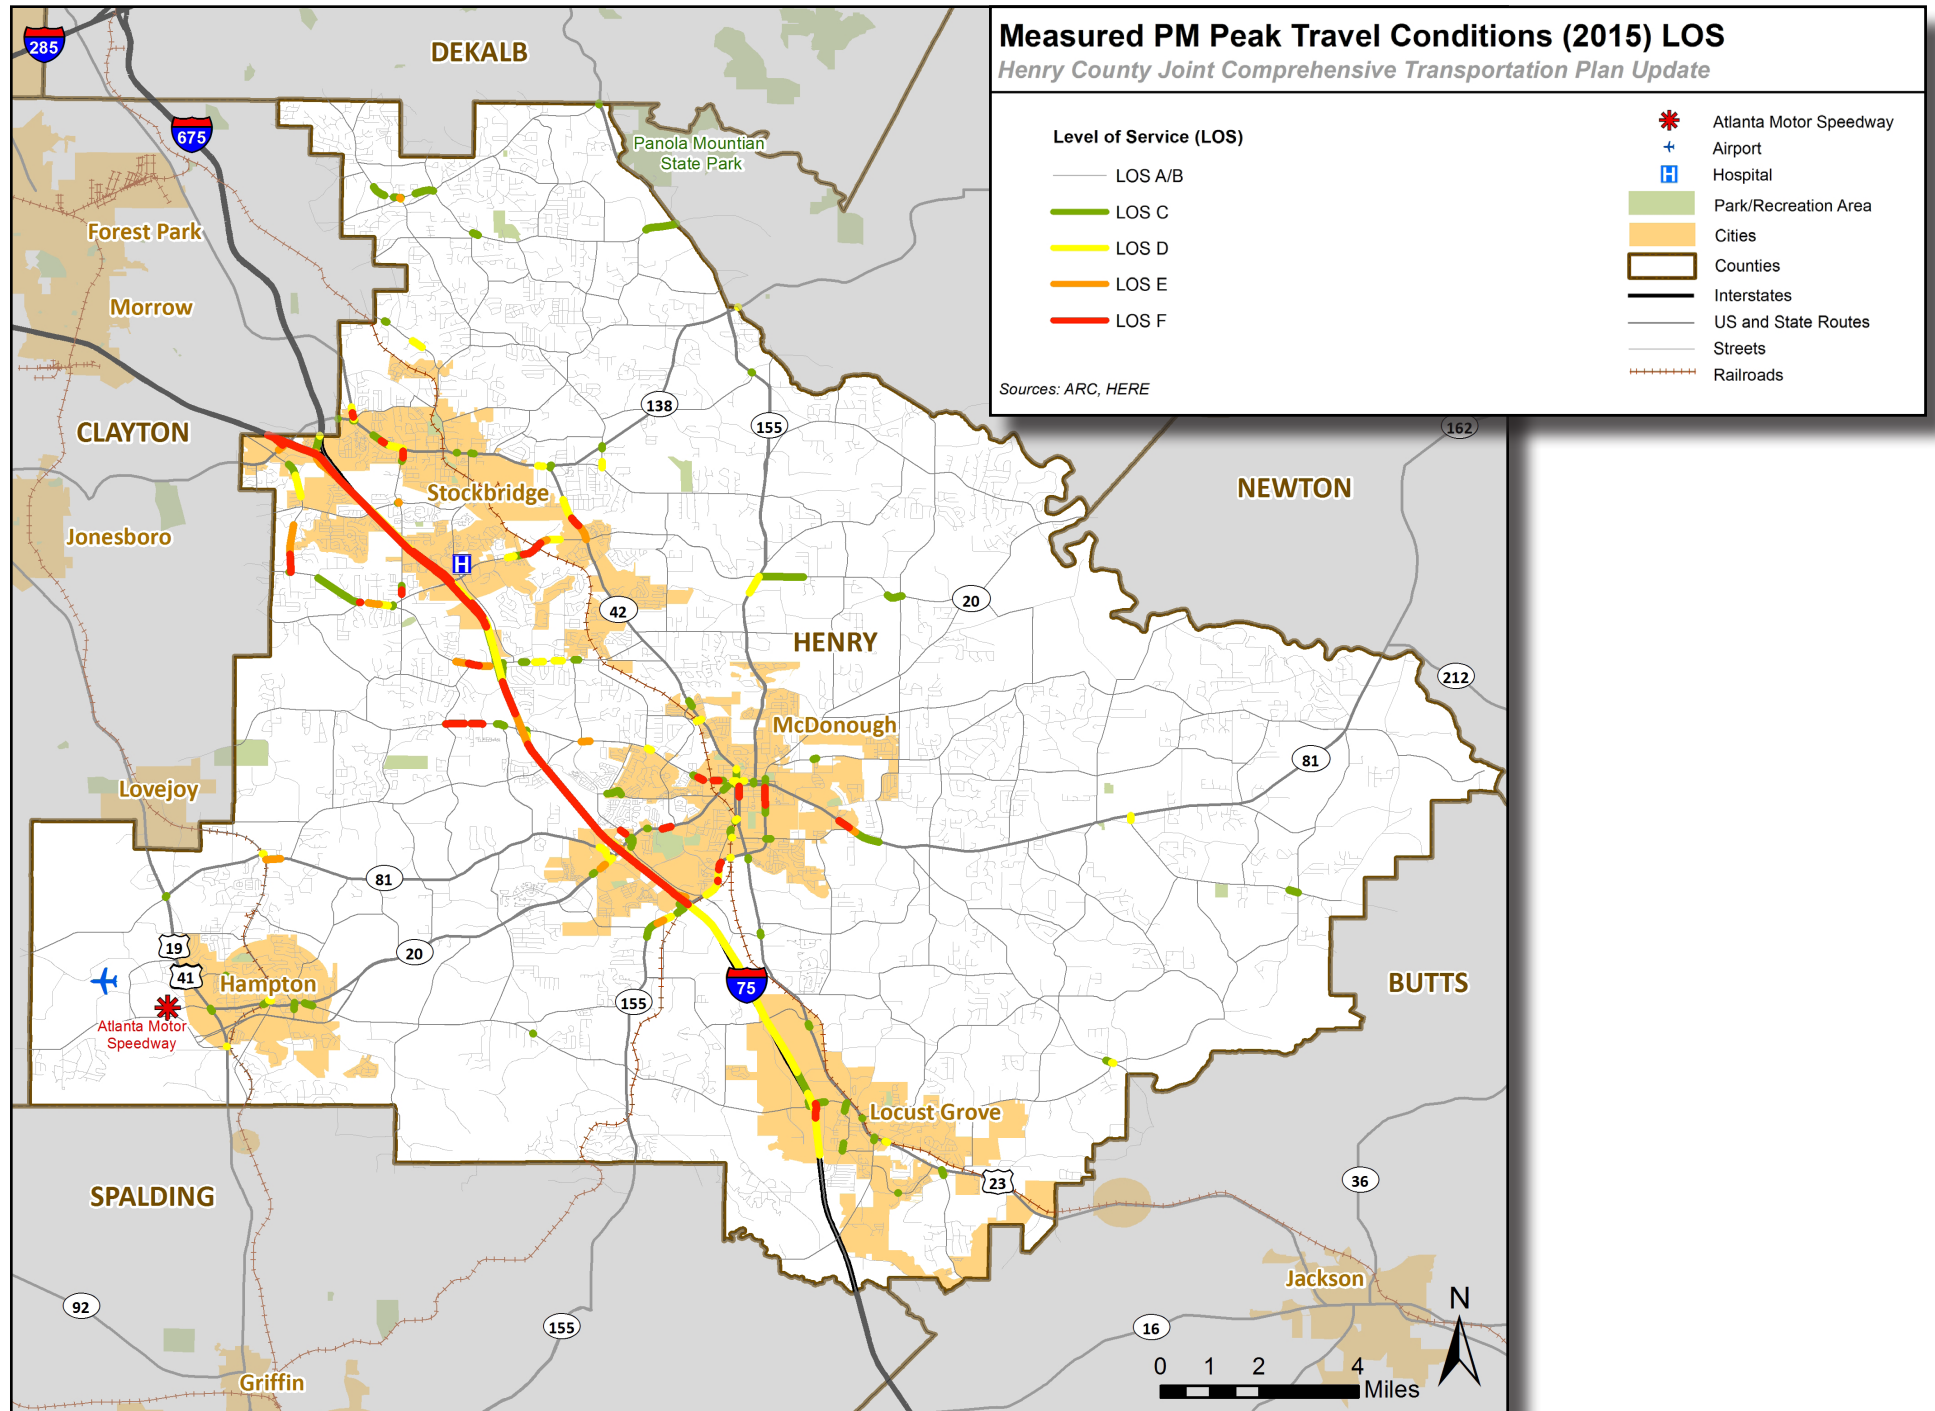 Measured PM Peak Travel Conditions (2015) LOS
Henry County Joint Comprehensive Transportation Plan Update
Level of Service (LOS)
LOS A/B
LOS C
LOS D
LOS E
LOS F
Sources: ARC, HERE
Atlanta Motor Speedway
Airport
H
Hospital
Park/Recreation Area
Cities
Counties
Interstates
US and State Routes
Streets
Railroads
285
DEKALB
675
Panola Mountian
State Park
Forest Park
Morrow
138
155
162
CLAYTON
Stockbridge
NEWTON
Jonesboro
H
42
20
HENRY
212
McDonough
81
Lovejoy
81
19
20
41
Hampton
75
BUTTS
155
Atlanta Motor
Speedway
Locust Grove
23
36
SPALDING
Jackson
92
155
16
N
0 1 2 4
Miles
Griffin